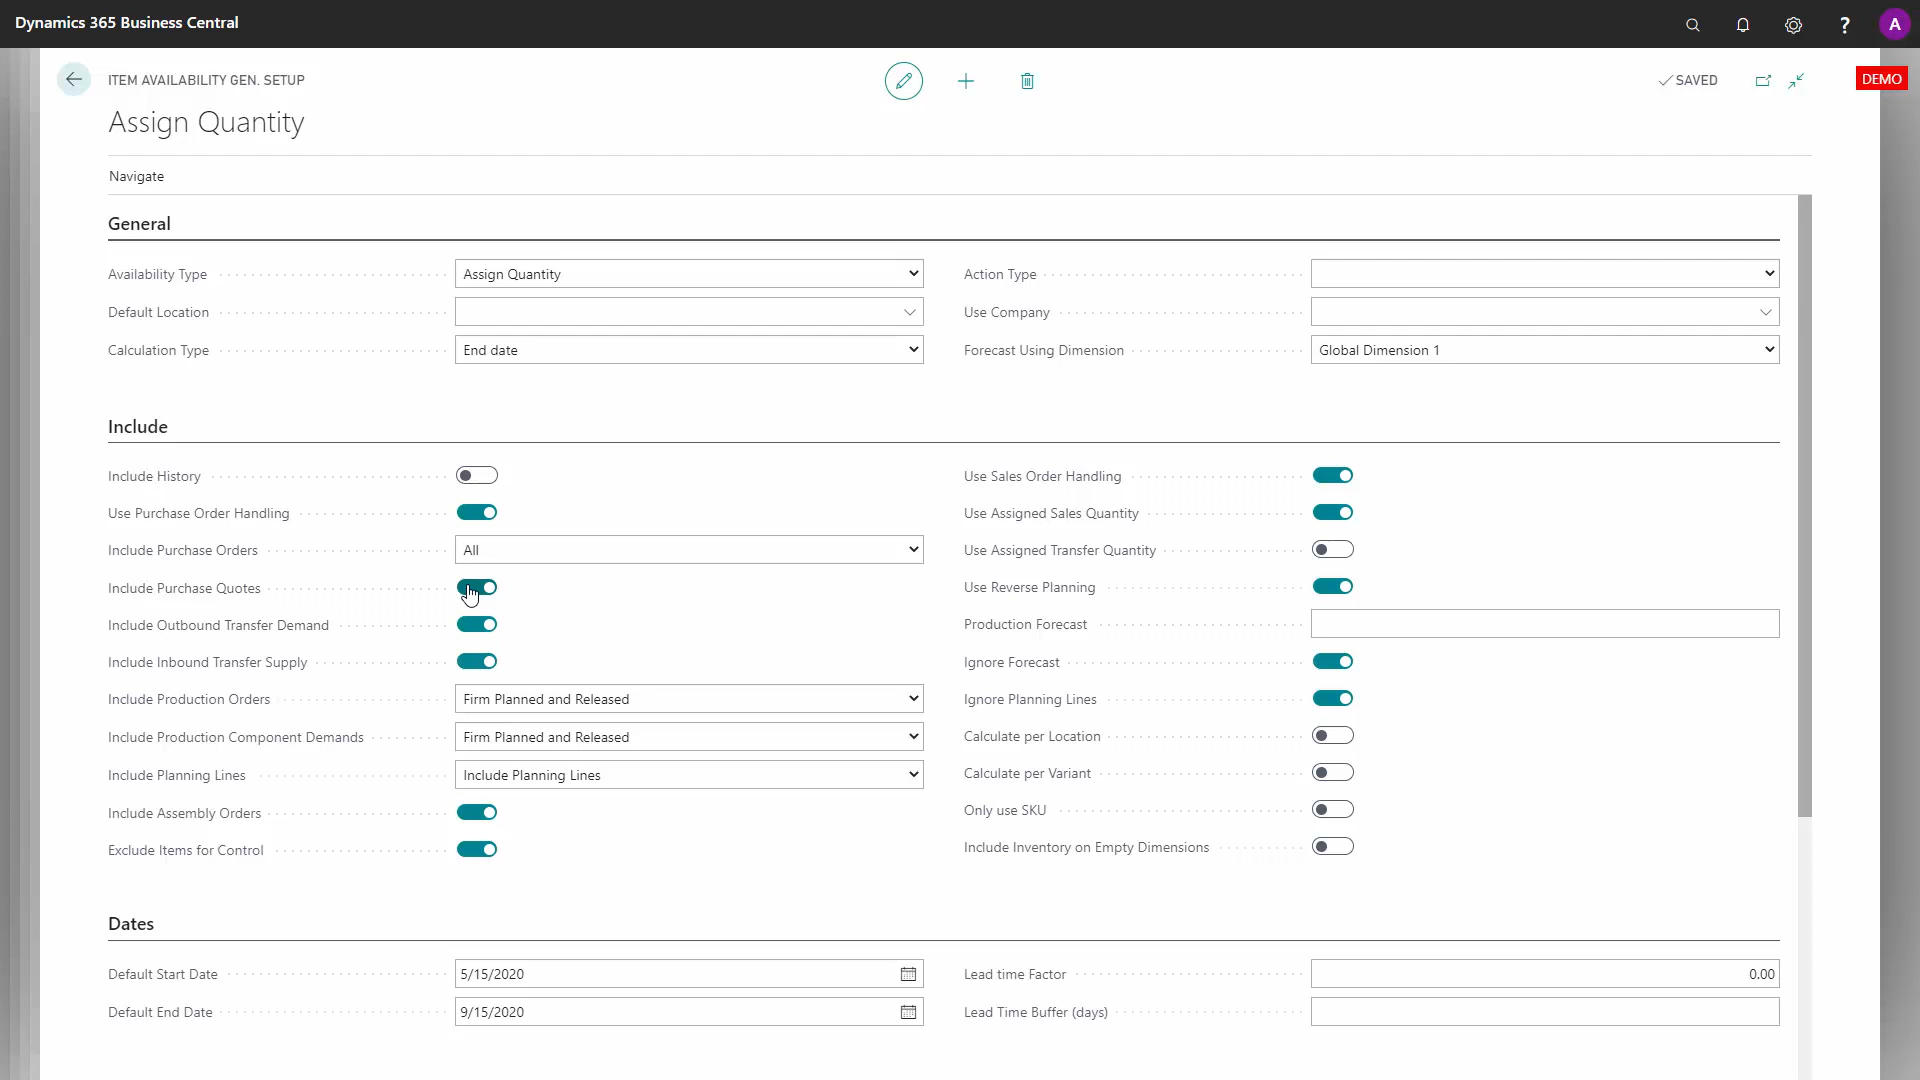 Dynamics 365 Business Central
?
A
ITEM AVAILABILITY GEN. SETUP
SAVED
DEMO
Assign Quantity
Navigate
General
Availability Type
Assign Quantity
Action Type
Default Location
Use Company
Calculation Type
End date
Forecast Using Dimension
Global Dimension 1
Include
Include History
Use Sales Order Handling
Use Purchase Order Handling
Use Assigned Sales Quantity
Include Purchase Orders
All
Use Assigned Transfer Quantity
Include Purchase Quotes
Use Reverse Planning
Include Outbound Transfer Demand
Production Forecast
Include Inbound Transfer Supply
Ignore Forecast
Include Production Orders
Firm Planned and Released
Ignore Planning Lines
Include Production Component Demands
Firm Planned and Released
Calculate per Location
Include Planning Lines
Include Planning Lines
Calculate per Variant
Include Assembly Orders
Only use SKU
Exclude Items for Control
Include Inventory on Empty Dimensions
Dates
Default Start Date
5/15/2020
Lead time Factor
0.00
Default End Date
9/15/2020
Lead Time Buffer (days)